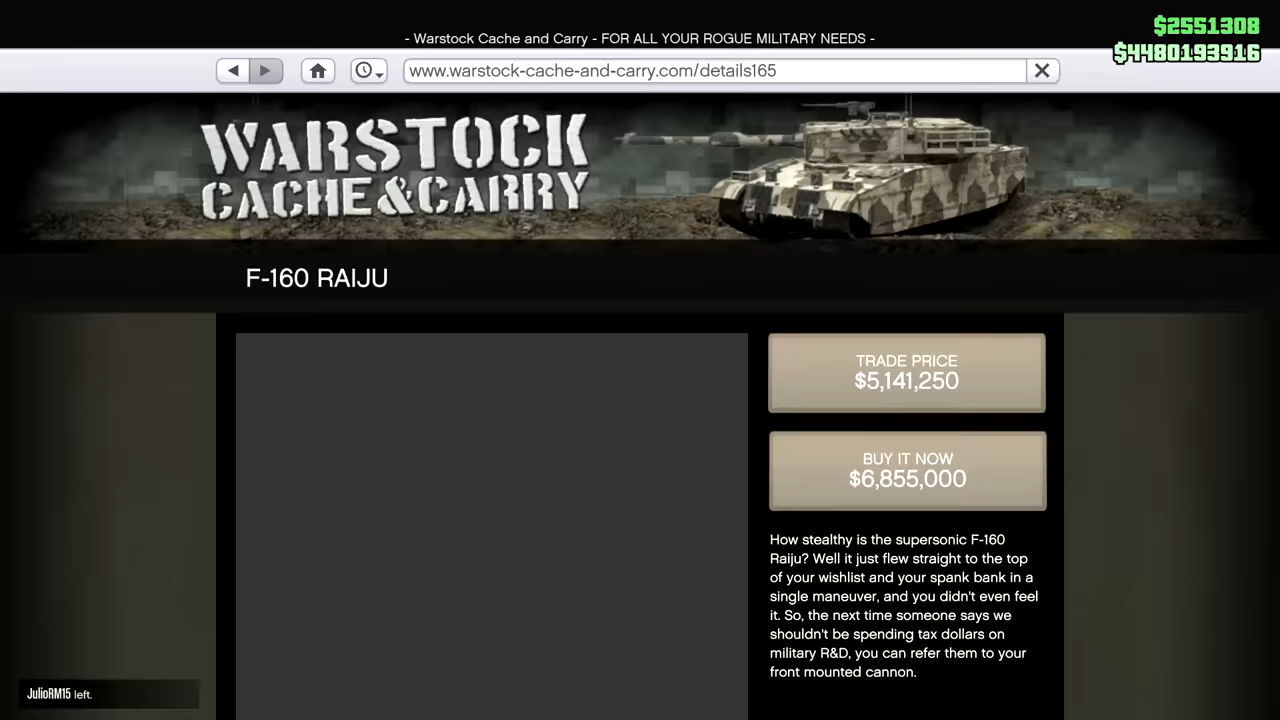 - Warstock Cache and Carry - FOR ALL YOUR ROGUE MILITARY NEEDS -
$2551308
$4480193916
www.warstock-cache-and-carry.com/details165
WARSTOCK
CACHE&CARRY
F-160 RAIJU
TRADE PRICE
$5,141,250
BUY IT NOW
$6,855,000
How stealthy is the supersonic F-160
Raiju? Well it just flew straight to the top
of your wishlist and your spank bank in a
single maneuver, and you didn't even feel
it. So, the next time someone says we
shouldn't be spending tax dollars on
military R&D, you can refer them to your
front mounted cannon.
JulioRM15 left.